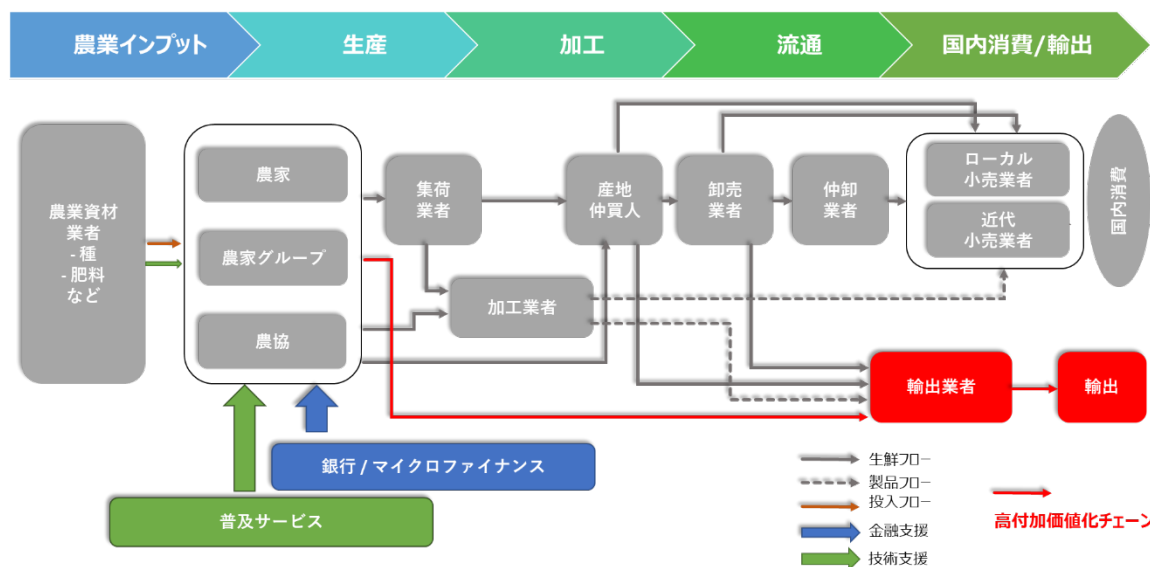 農業インプット
生産
加工
流通
国内消費/輸出
農業資材
業者
- 種
- 肥料
など
農家
農家グループ
農協
集荷
業者
加工業者
産地
仲買人
卸売
業者
仲卸
業者
ローカル
小売業者
近代
小売業者
国内消費
輸出業者
輸出
銀行 / マイクロファイナンス
普及サービス
生鮮フロー
製品フロー
投入フロー
金融支援
技術支援
高付加価値化チェーン